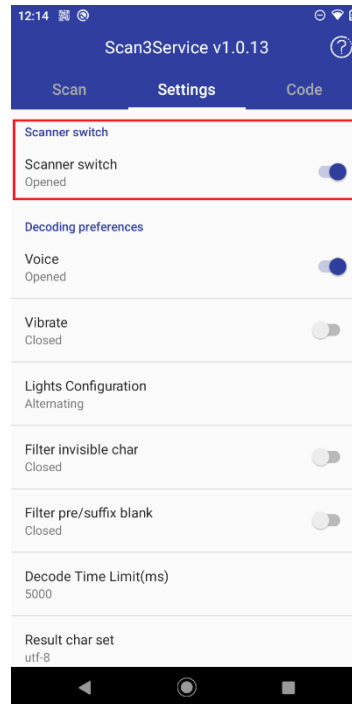 12:14
Scan3Service v1.0.13
Scan Settings Code
Scanner switch
Scanner switch
Opened
Decoding preferences
Voice
Opened
Vibrate
Closed
Lights Configuration
Alternating
Filter invisible char
Closed
Filter pre/suffix blank
Closed
Decode Time Limit(ms)
5000
Result char set
utf-8